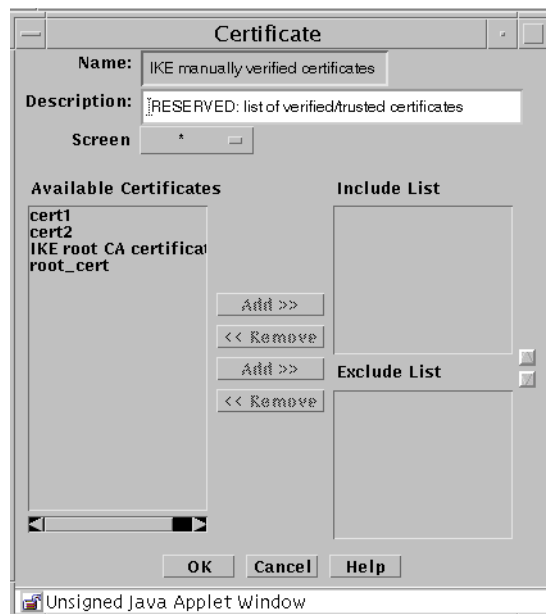 Certificate
Name: IKE manually verified certificates
Description: RESERVED: list of verified/trusted certificates
Screen *
Available Certificates Include List
cert1
cert2
IKE root CA certificat
root_cert
Add >>
<< Remove
Add >> Exclude List
<< Remove
OK Cancel Help
Unsigned Java Applet Window